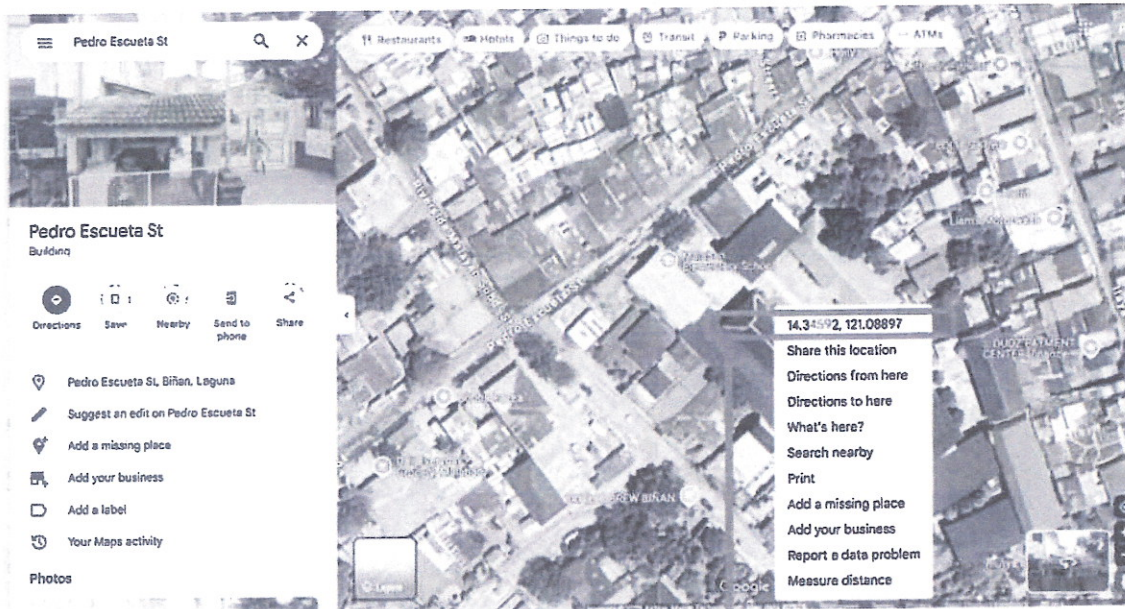 Pedro Escueta St
Restaurants
Hotels
Things to do
Transit
Parking
Pharmacies
ATMs
Pedro Escueta St
Building
Directions
Save
Nearby
Send to phone
Share
Pedro Escueta St, Biñan, Laguna
Suggest an edit on Pedro Escueta St
Add a missing place
Add your business
Add a label
Your Maps activity
Photos
Pedro Escueta St
Pedro Escueta St
14.34592, 121.08897
Share this location
Directions from here
Directions to here
What's here?
Search nearby
Print
Add a missing place
Add your business
Report a data problem
Measure distance
BREW BIÑAN
Layers
Google